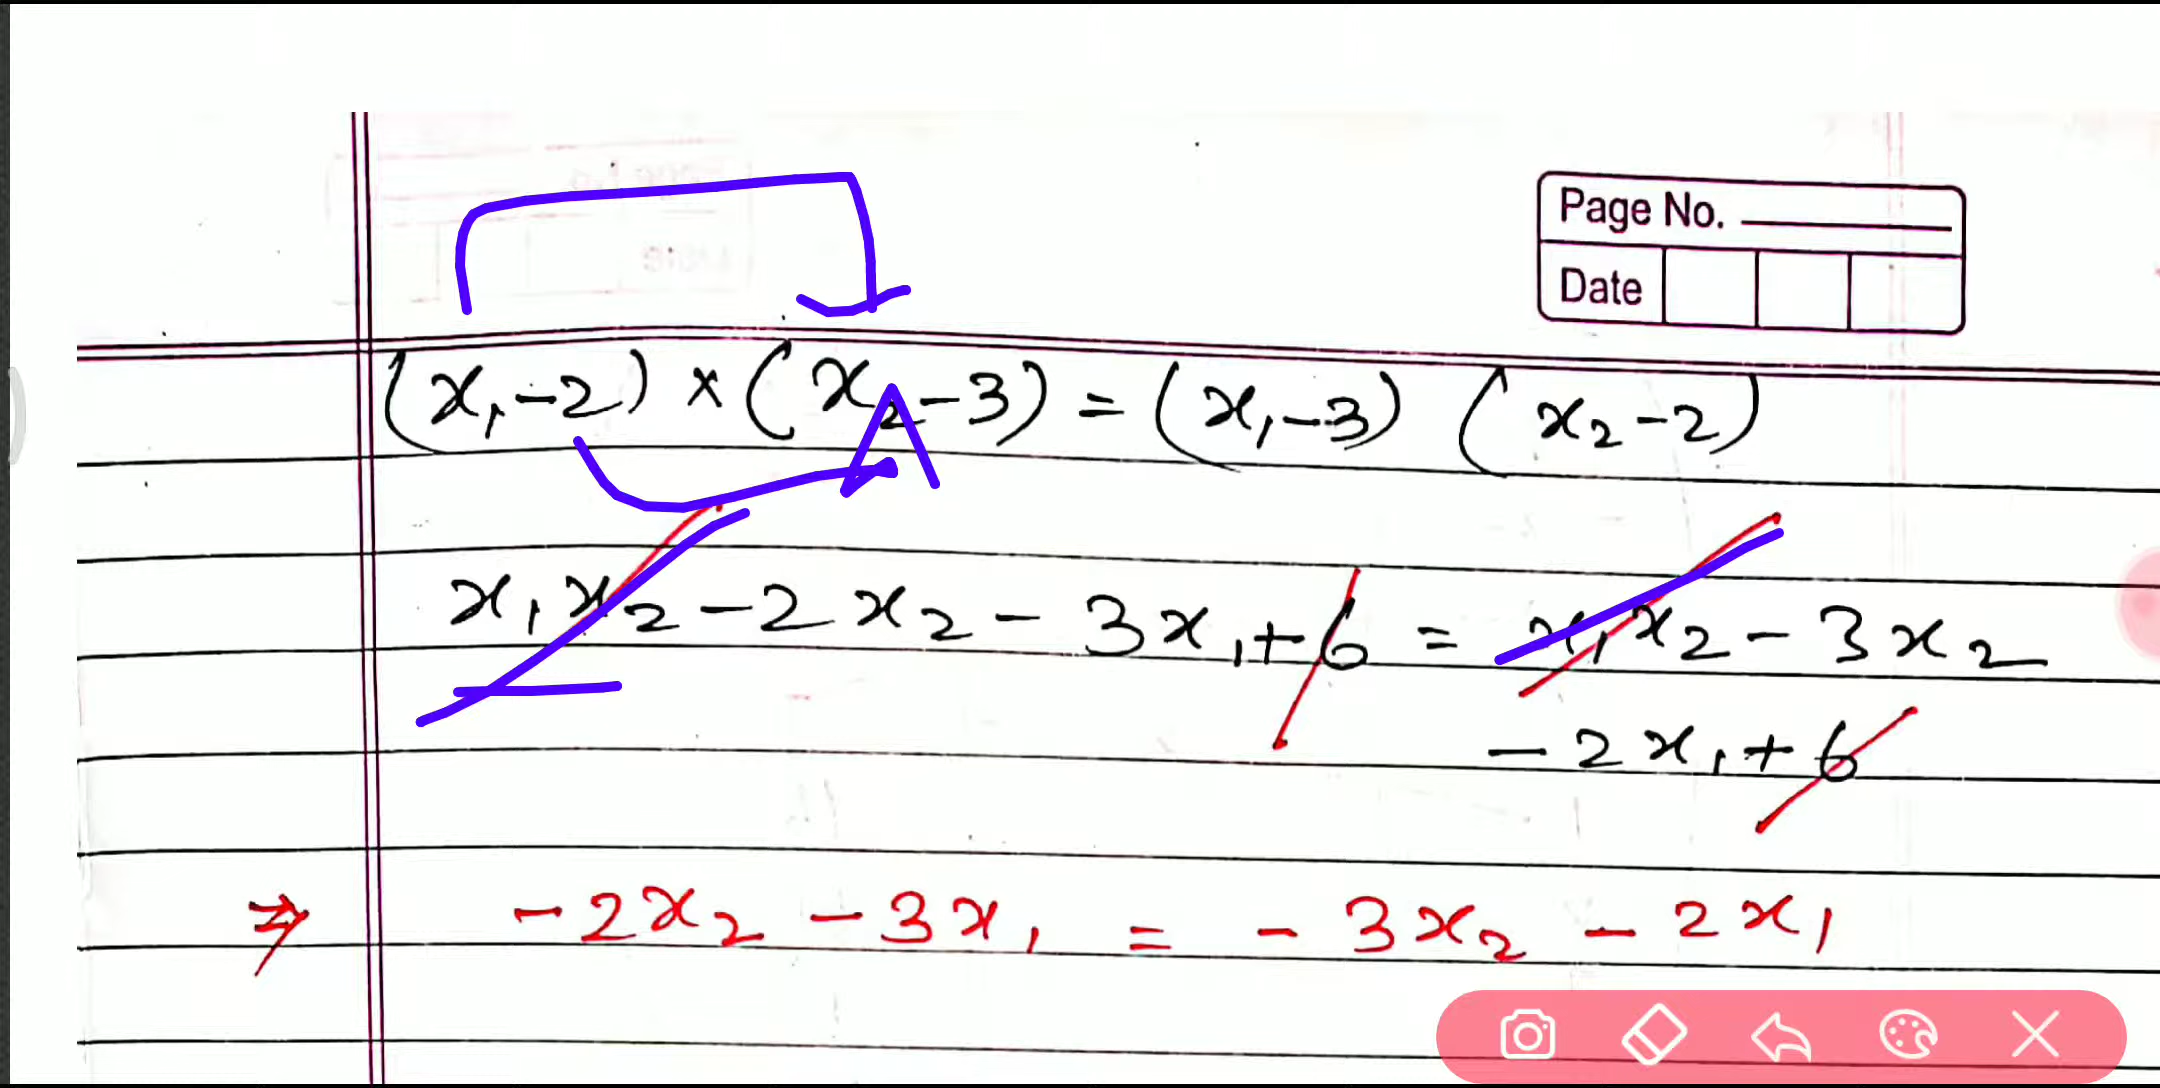 Page No.
Date
(x₁-2) × (x₂-3) = (x₁-3) (x₂-2)
x₁x₂ - 2x₂ - 3x₁ + 6 = x₁x₂ - 3x₂
- 2x₁ + 6
⇒ -2x₂ - 3x₁ = - 3x₂ - 2x₁